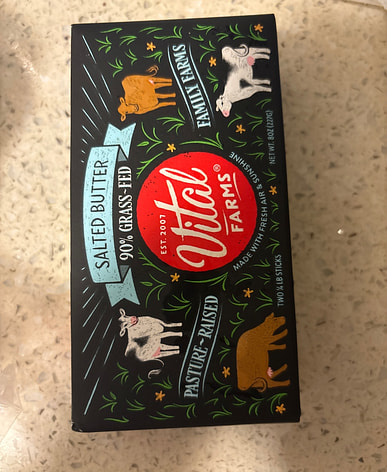 SALTED BUTTER
90% GRASS-FED
PASTURE-RAISED
FAMILY FARMS
EST. 2007
Vital®
FARMS
MADE WITH FRESH AIR & SUNSHINE
TWO ¼ LB STICKS
NET WT. 8OZ (227G)